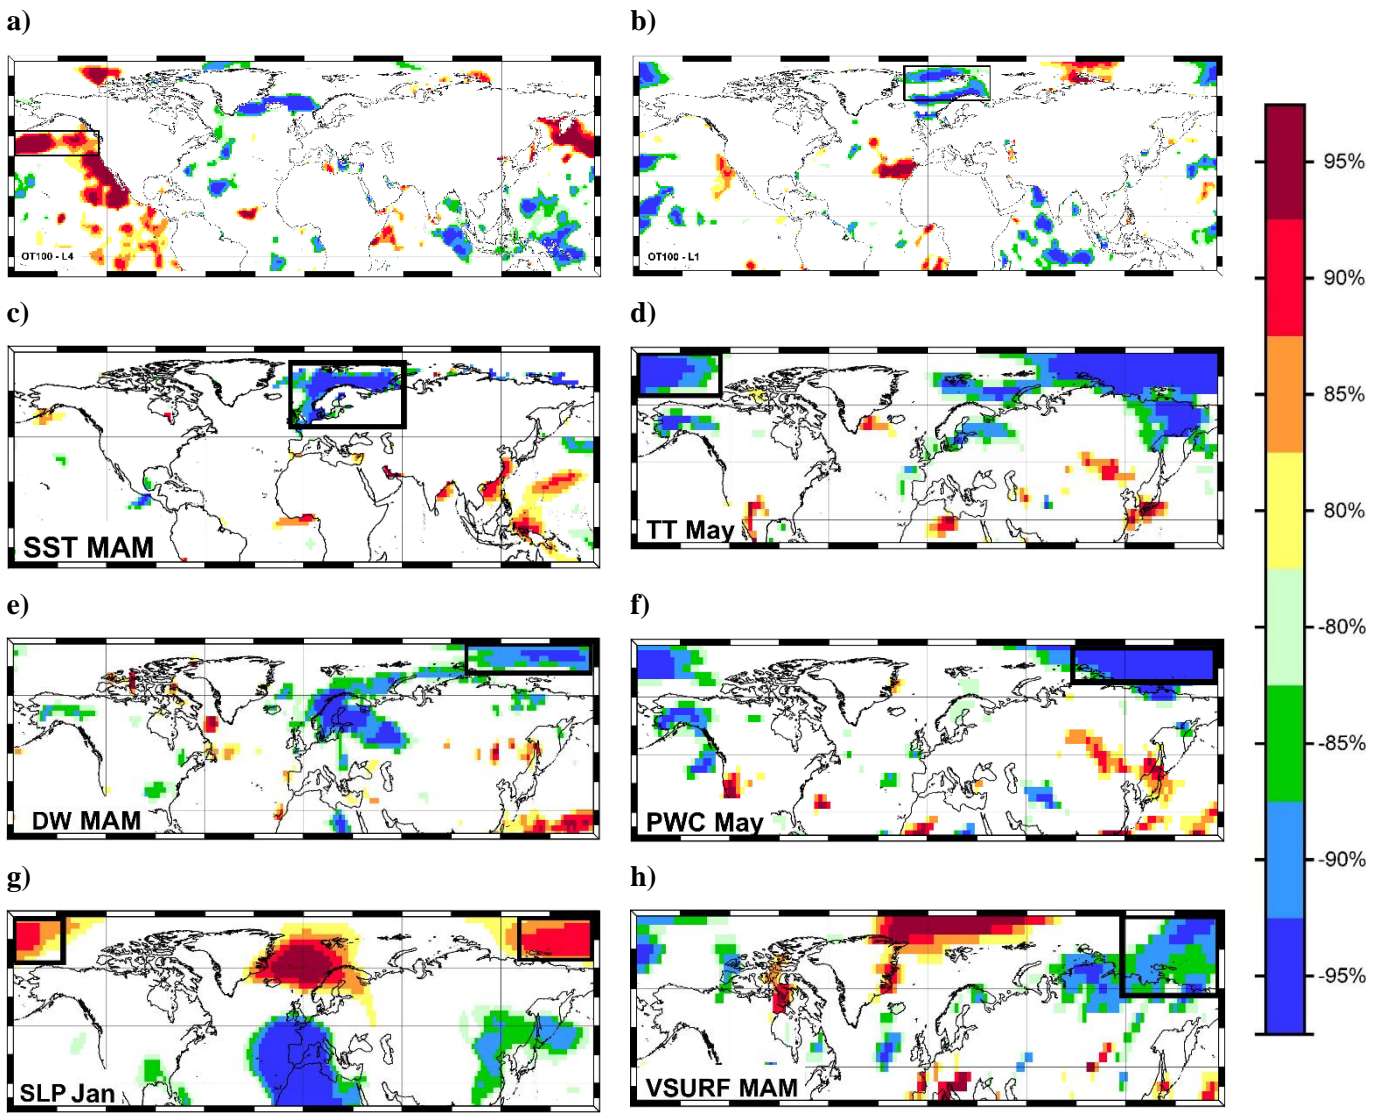 a)
b)
OT100 - L4
OT100 - L1
c)
d)
SST MAM
TT May
e)
f)
DW MAM
PWC May
g)
h)
SLP Jan
VSURF MAM
95%
90%
85%
80%
-80%
-85%
-90%
-95%